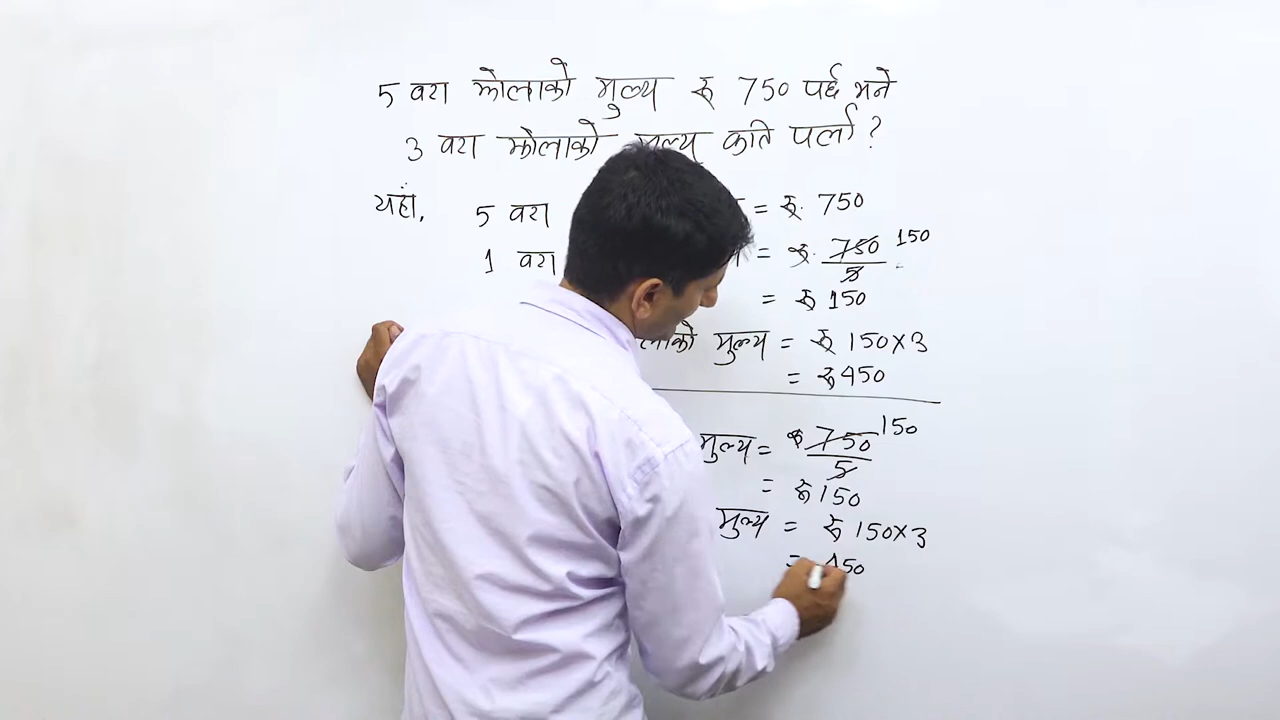 5 वटा झोलाको मुल्य रू 750 पर्छ भने
3 वटा झोलाको मुल्य कति पर्ला ?
यहाँ, 5 वटा = रू. 750
1 वटा = रू. 750/5 150
= रू 150
लाको मुल्य = रू 150×3
= रू 450
मुल्य = रू 750/5 150
= रू 150
मुल्य = रू 150×3
= 450